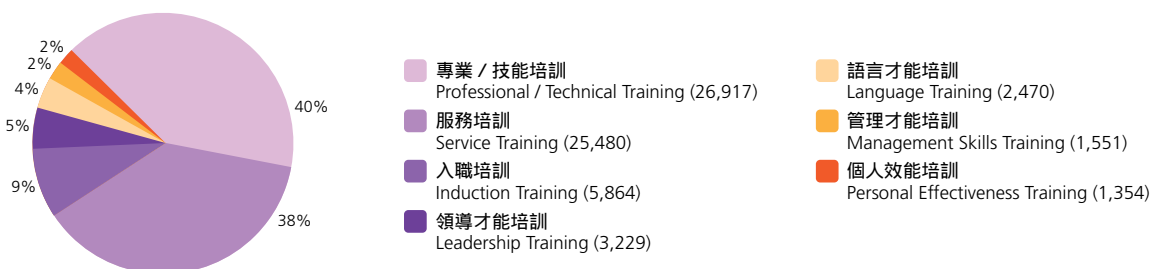 2%
2%
4%
5%
9%
40%
38%
專業 / 技能培訓
Professional / Technical Training (26,917)
服務培訓
Service Training (25,480)
入職培訓
Induction Training (5,864)
領導才能培訓
Leadership Training (3,229)
語言才能培訓
Language Training (2,470)
管理才能培訓
Management Skills Training (1,551)
個人效能培訓
Personal Effectiveness Training (1,354)